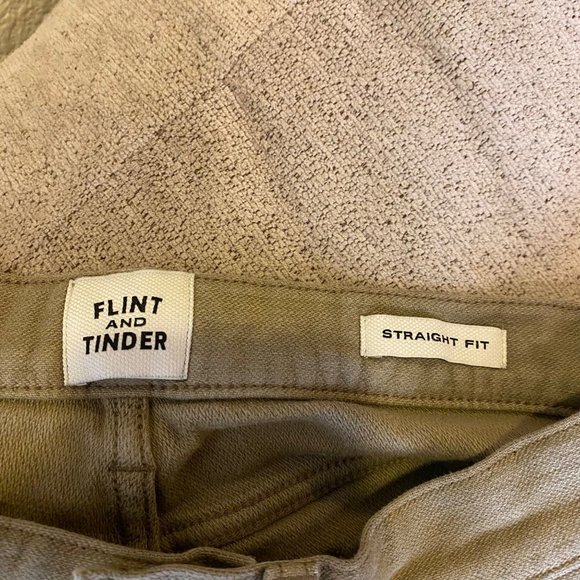 FLINT
AND
TINDER
STRAIGHT FIT